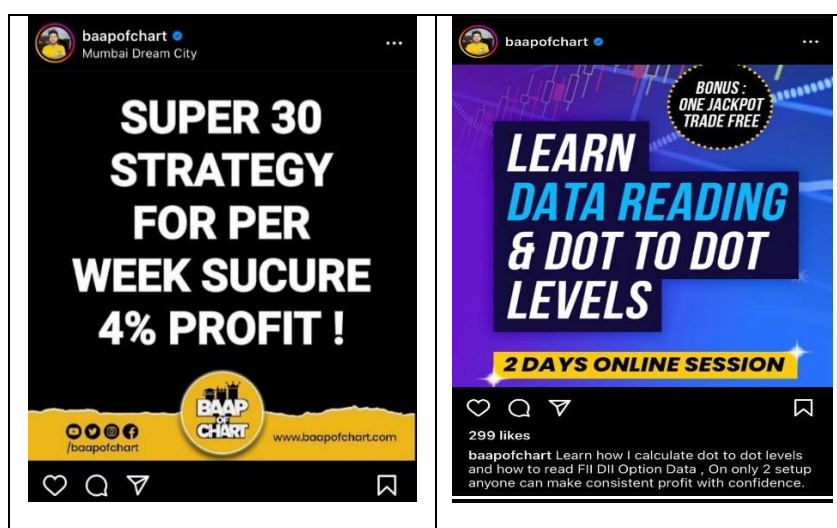 baapofchart
Mumbai Dream City
SUPER 30
STRATEGY
FOR PER
WEEK SUCURE
4% PROFIT !
BAAP
OF
CHART
/baapofchart
www.baapofchart.com
baapofchart
BONUS :
ONE JACKPOT
TRADE FREE
LEARN
DATA READING
& DOT TO DOT
LEVELS
2 DAYS ONLINE SESSION
299 likes
baapofchart Learn how I calculate dot to dot levels
and how to read FII DII Option Data , On only 2 setup
anyone can make consistent profit with confidence.